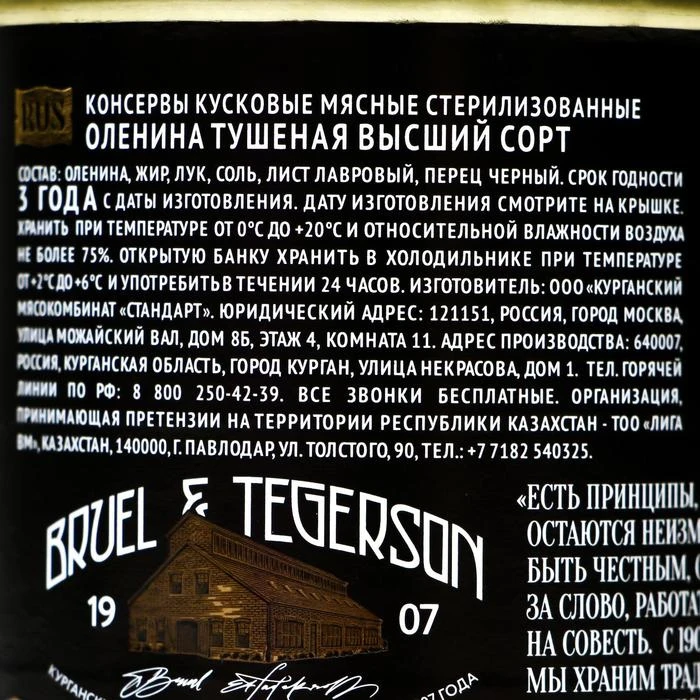 RUS
КОНСЕРВЫ КУСКОВЫЕ МЯСНЫЕ СТЕРИЛИЗОВАННЫЕ
ОЛЕНИНА ТУШЕНАЯ ВЫСШИЙ СОРТ
СОСТАВ: ОЛЕНИНА, ЖИР, ЛУК, СОЛЬ, ЛИСТ ЛАВРОВЫЙ, ПЕРЕЦ ЧЕРНЫЙ. СРОК ГОДНОСТИ
3 ГОДА С ДАТЫ ИЗГОТОВЛЕНИЯ. ДАТУ ИЗГОТОВЛЕНИЯ СМОТРИТЕ НА КРЫШКЕ.
ХРАНИТЬ ПРИ ТЕМПЕРАТУРЕ ОТ 0°С ДО +20°С И ОТНОСИТЕЛЬНОЙ ВЛАЖНОСТИ ВОЗДУХА
НЕ БОЛЕЕ 75%. ОТКРЫТУЮ БАНКУ ХРАНИТЬ В ХОЛОДИЛЬНИКЕ ПРИ ТЕМПЕРАТУРЕ
ОТ +2°С ДО +6°С И УПОТРЕБИТЬ В ТЕЧЕНИИ 24 ЧАСОВ. ИЗГОТОВИТЕЛЬ: ООО «КУРГАНСКИЙ
МЯСОКОМБИНАТ «СТАНДАРТ». ЮРИДИЧЕСКИЙ АДРЕС: 121151, РОССИЯ, ГОРОД МОСКВА,
УЛИЦА МОЖАЙСКИЙ ВАЛ, ДОМ 8Б, ЭТАЖ 4, КОМНАТА 11. АДРЕС ПРОИЗВОДСТВА: 640007,
РОССИЯ, КУРГАНСКАЯ ОБЛАСТЬ, ГОРОД КУРГАН, УЛИЦА НЕКРАСОВА, ДОМ 1. ТЕЛ. ГОРЯЧЕЙ
ЛИНИИ ПО РФ: 8 800 250-42-39. ВСЕ ЗВОНКИ БЕСПЛАТНЫЕ. ОРГАНИЗАЦИЯ,
ПРИНИМАЮЩАЯ ПРЕТЕНЗИИ НА ТЕРРИТОРИИ РЕСПУБЛИКИ КАЗАХСТАН - ТОО «ЛИГА
ВМ», КАЗАХСТАН, 140000, Г. ПАВЛОДАР, УЛ. ТОЛСТОГО, 90, ТЕЛ.: +7 7182 540325.
BRUEL & TEGERSON
19 07
«ЕСТЬ ПРИНЦИПЫ,
ОСТАЮТСЯ НЕИЗМ
БЫТЬ ЧЕСТНЫМ,
ЗА СЛОВО, РАБОТА
НА СОВЕСТЬ. С 190
МЫ ХРАНИМ ТРА